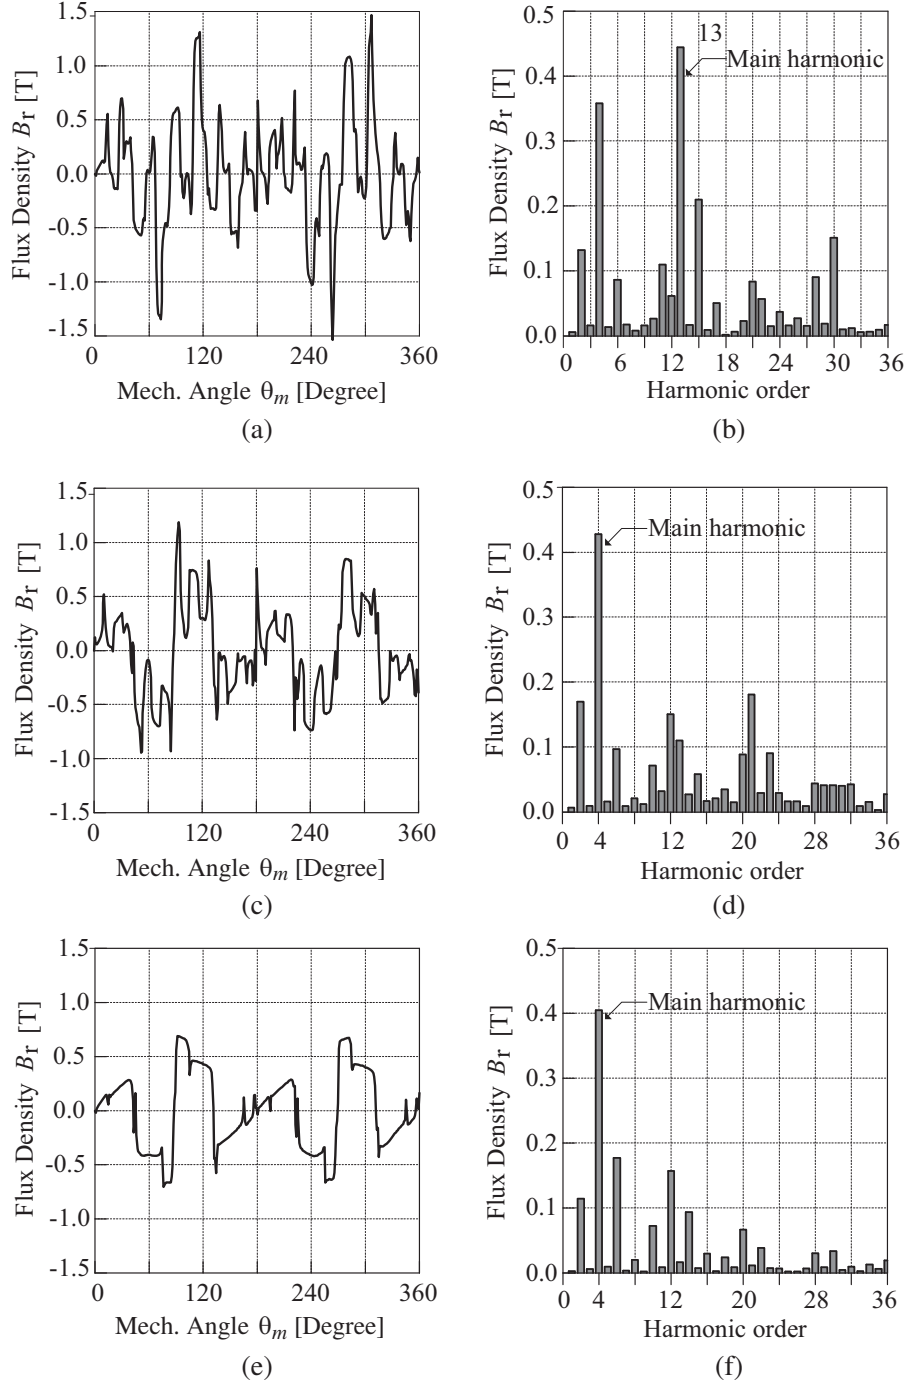 1.5
1.0
0.5
0.0
-0.5
-1.0
-1.5
Flux Density Br [T]
0 120 240 360
Mech. Angle θm [Degree]
(a)
0.5
0.4
0.3
0.2
0.1
0.0
Flux Density Br [T]
13
Main harmonic
0 6 12 18 24 30 36
Harmonic order
(b)
1.5
1.0
0.5
0.0
-0.5
-1.0
-1.5
Flux Density Br [T]
0 120 240 360
Mech. Angle θm [Degree]
(c)
0.5
0.4
0.3
0.2
0.1
0.0
Flux Density Br [T]
Main harmonic
0 4 12 20 28 36
Harmonic order
(d)
1.5
1.0
0.5
0.0
-0.5
-1.0
-1.5
Flux Density Br [T]
0 120 240 360
Mech. Angle θm [Degree]
(e)
0.5
0.4
0.3
0.2
0.1
0.0
Flux Density Br [T]
Main harmonic
0 4 12 20 28 36
Harmonic order
(f)